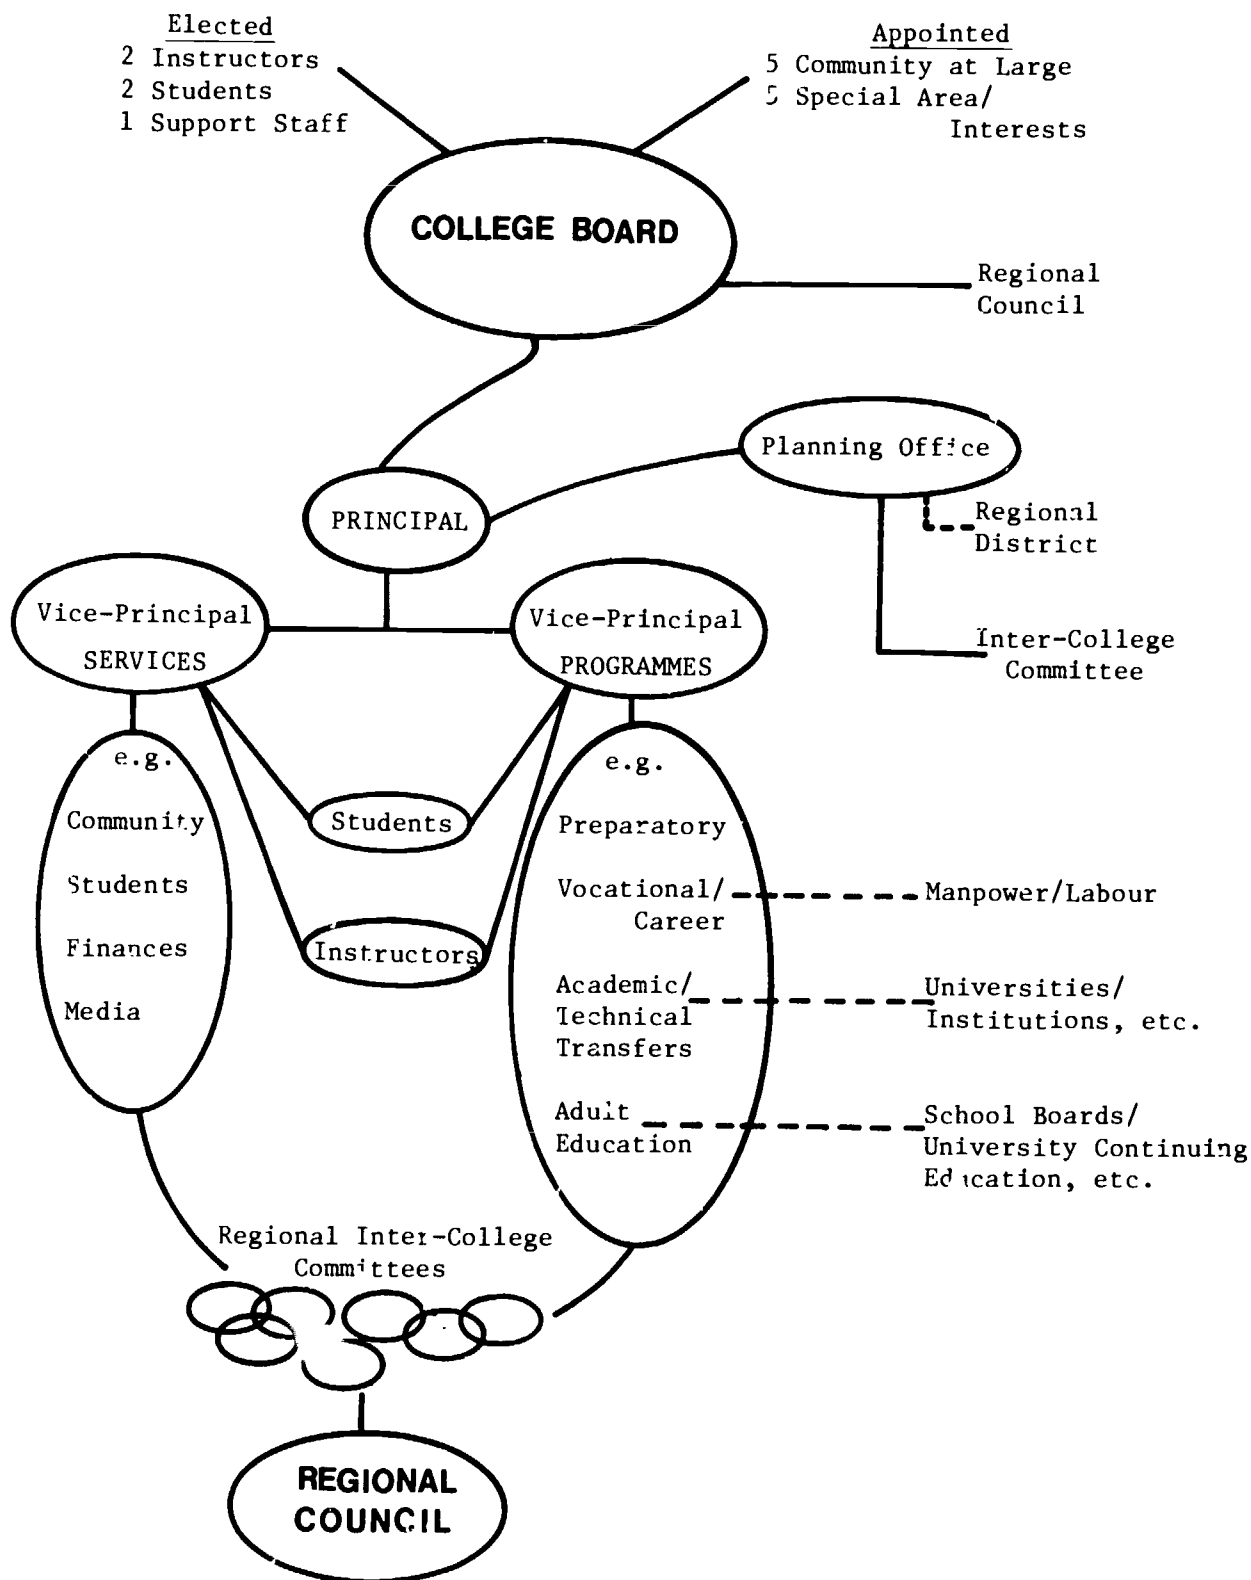 Elected
2 Instructors
2 Students
1 Support Staff
Appointed
5 Community at Large
5 Special Area/
Interests
COLLEGE BOARD
Regional
Council
Planning Office
PRINCIPAL
Regional
District
Vice-Principal
SERVICES
Vice-Principal
PROGRAMMES
Inter-College
Committee
e.g.
Community
Students
Finances
Media
Students
Instructors
e.g.
Preparatory
Vocational/
Career
Academic/
Technical
Transfers
Adult
Education
Manpower/Labour
Universities/
Institutions, etc.
School Boards/
University Continuing
Education, etc.
Regional Inter-College
Committees
REGIONAL
COUNCIL